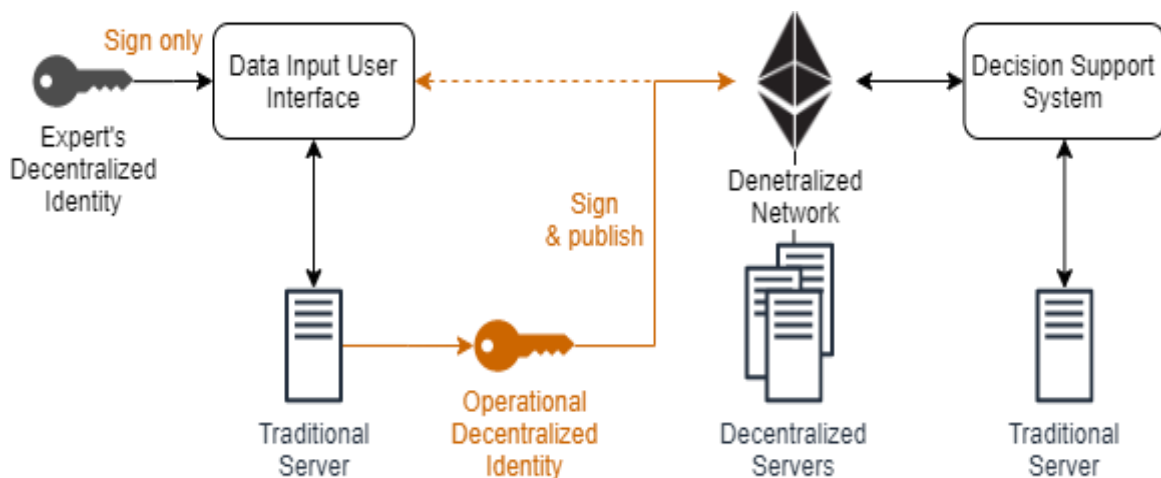 Sign only
Data Input User
Interface
Decision Support
System
Expert's
Decentralized
Identity
Denetralized
Network
Sign
& publish
Operational
Decentralized
Identity
Traditional
Server
Decentralized
Servers
Traditional
Server